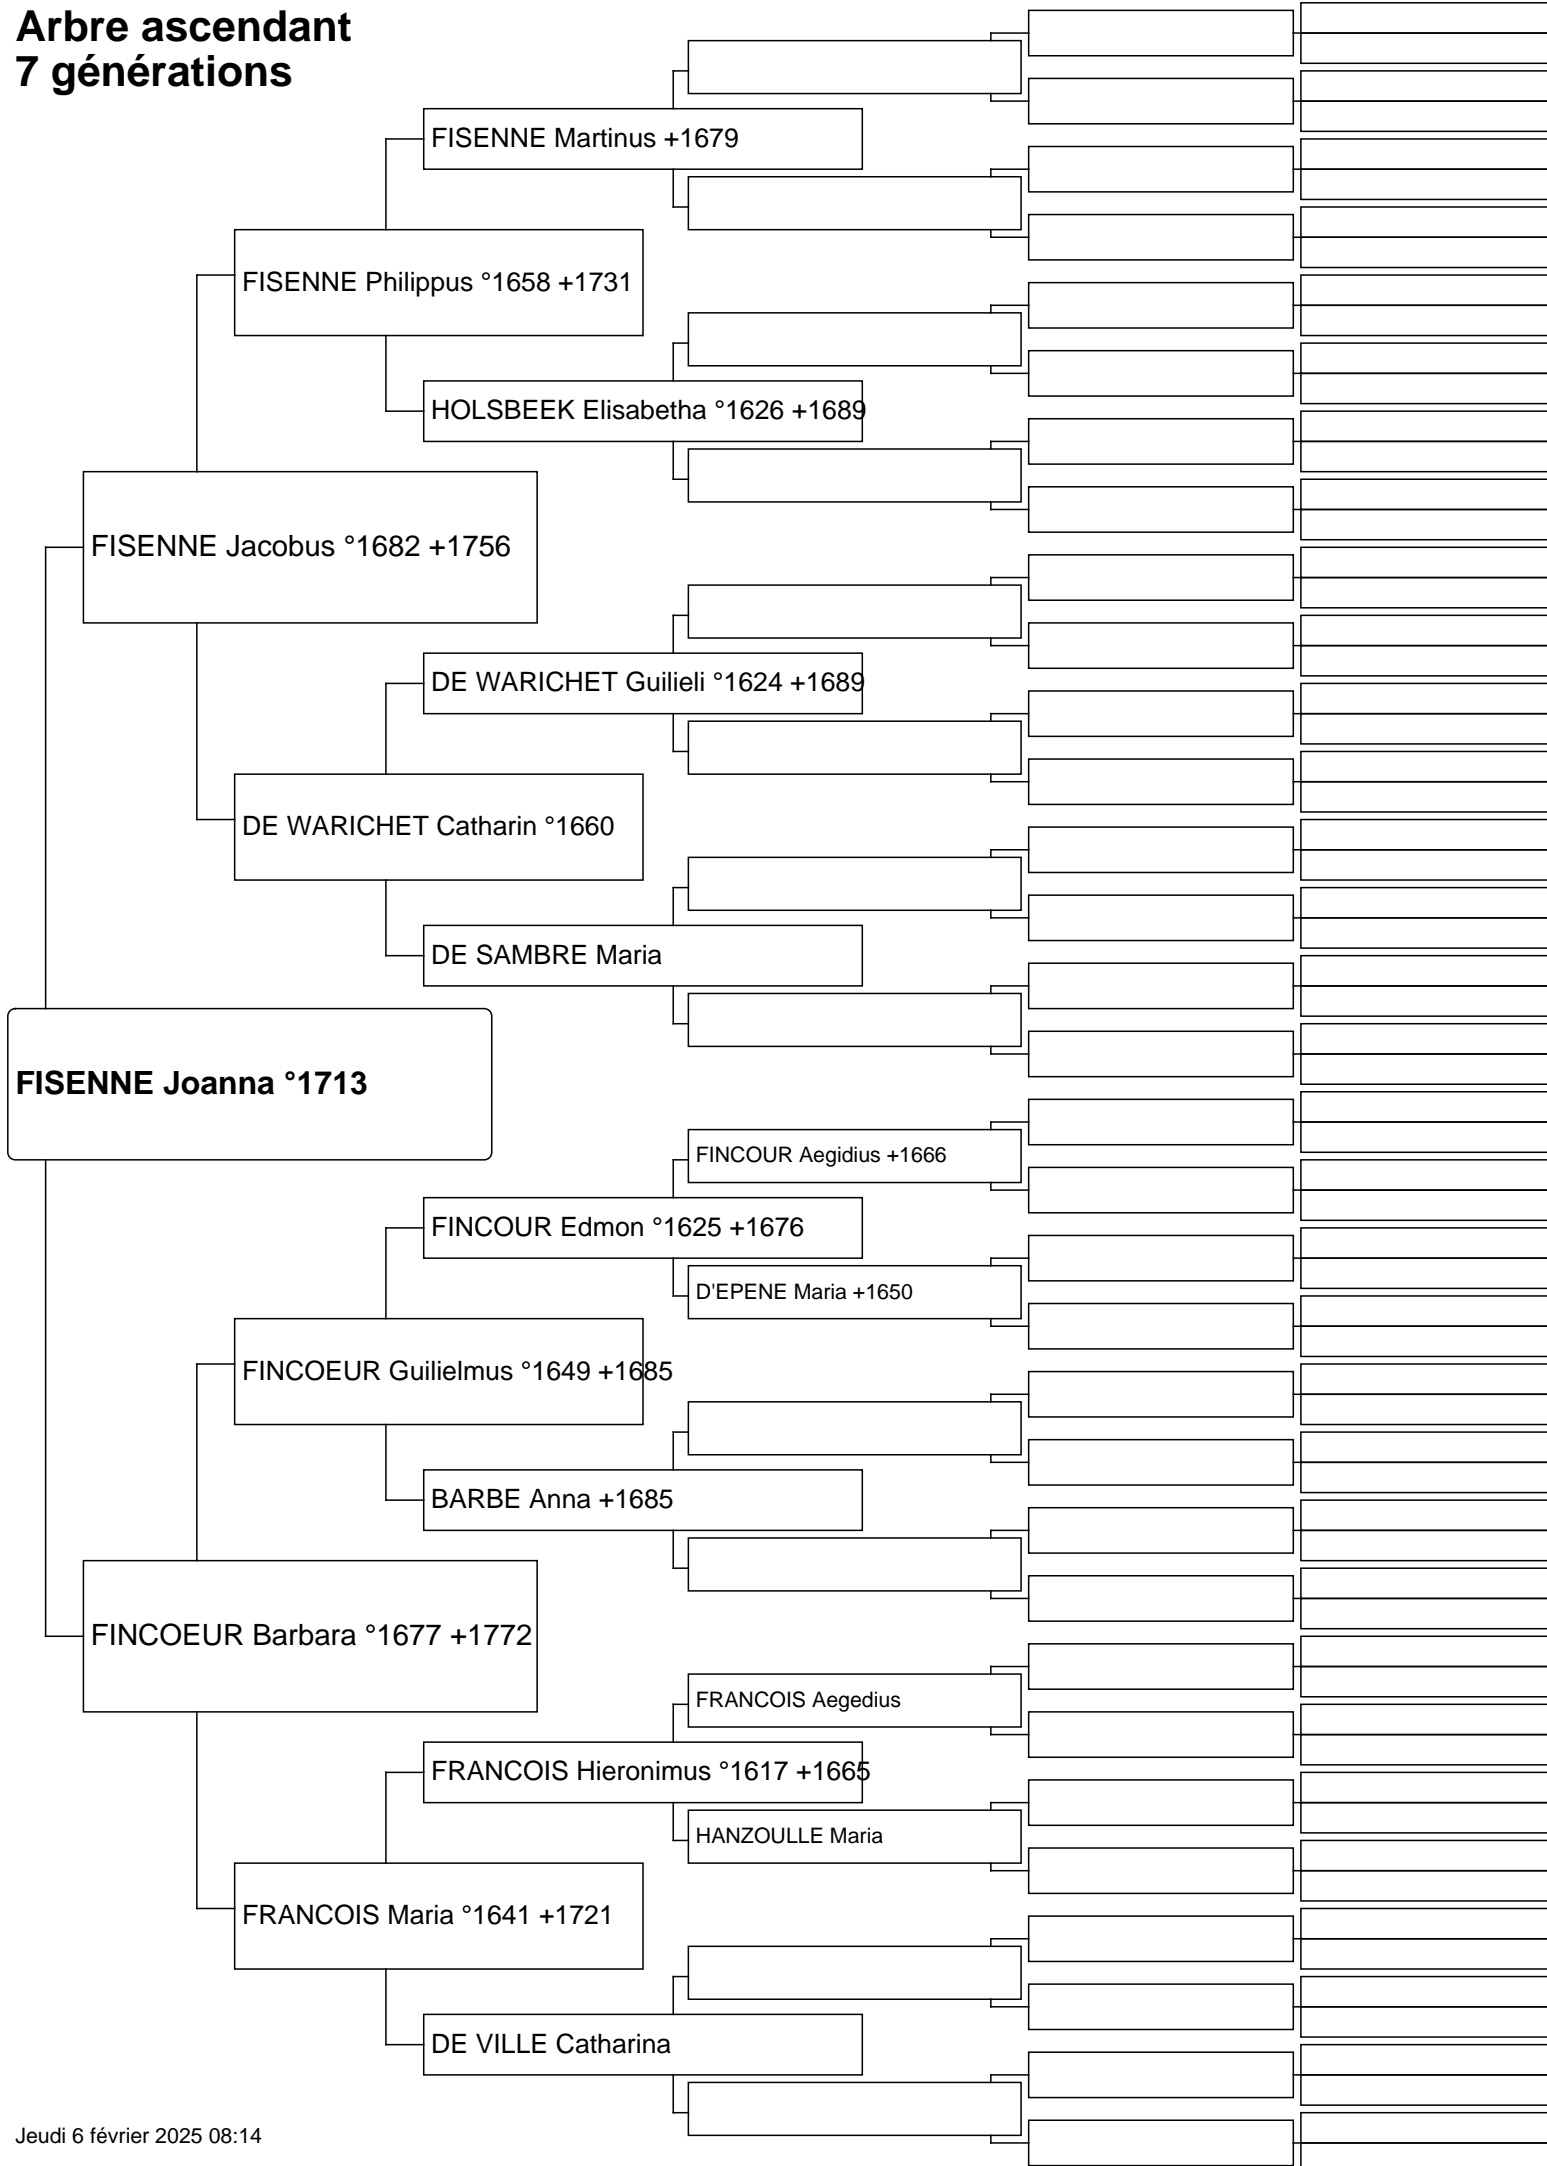 Arbre ascendant
7 générations
FISENNE Martinus +1679
FISENNE Philippus °1658 +1731
HOLSBEEK Elisabetha °1626 +1689
FISENNE Jacobus °1682 +1756
DE WARICHET Guilieli °1624 +1689
DE WARICHET Catharin °1660
DE SAMBRE Maria
FISENNE Joanna °1713
FINCOUR Aegidius +1666
FINCOUR Edmon °1625 +1676
D'EPENE Maria +1650
FINCOEUR Guilielmus °1649 +1685
BARBE Anna +1685
FINCOEUR Barbara °1677 +1772
FRANCOIS Aegedius
FRANCOIS Hieronimus °1617 +1665
HANZOULLE Maria
FRANCOIS Maria °1641 +1721
DE VILLE Catharina
Jeudi 6 février 2025 08:14